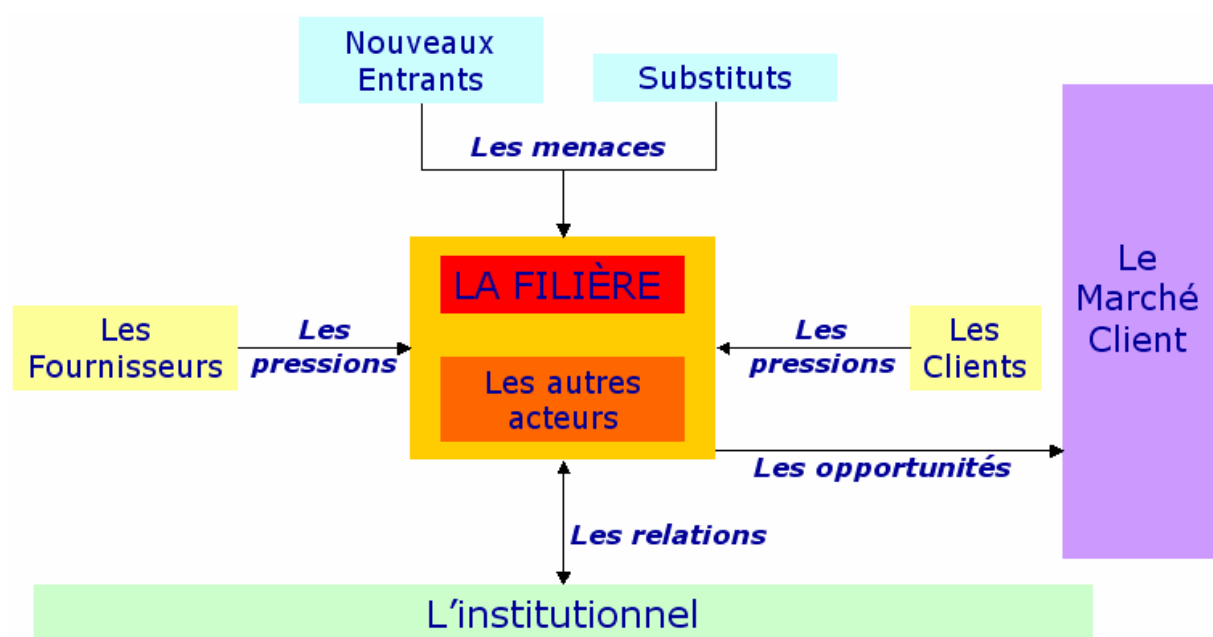 Nouveaux
Entrants
Substituts
Les menaces
LA FILIÈRE
Les
Fournisseurs
Les
pressions
Les autres
acteurs
Les
pressions
Les
Clients
Le
Marché
Client
Les opportunités
Les relations
L’institutionnel